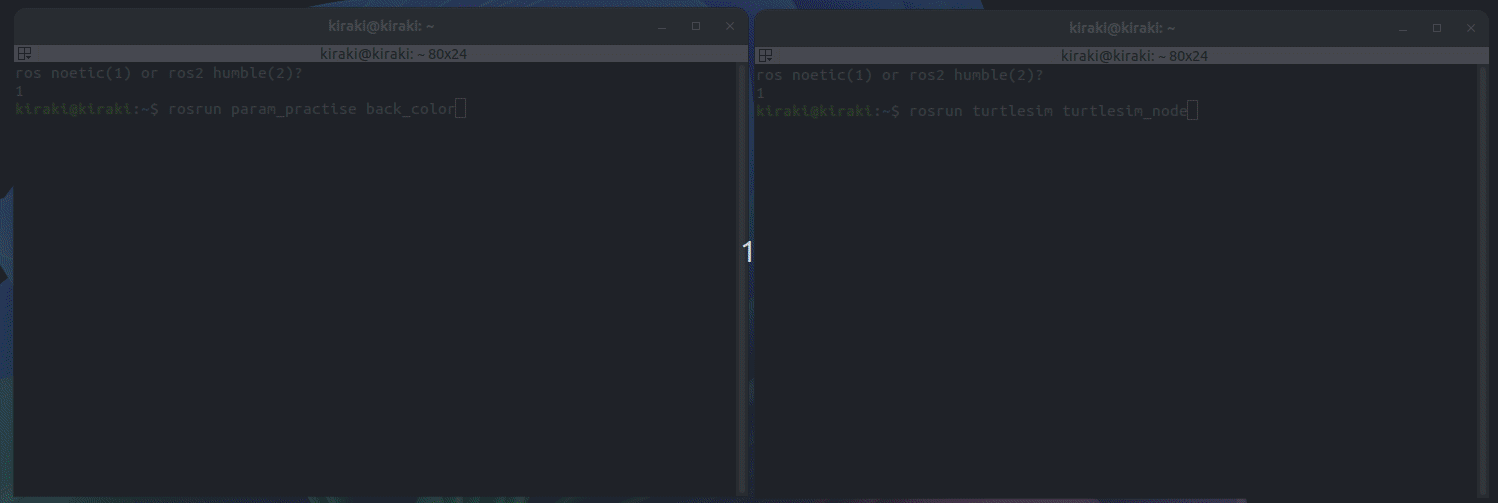 kiraki@kiraki: ~
kiraki@kiraki: ~ 80x24
ros noetic(1) or ros2 humble(2)?
1
kiraki@kiraki:~$ rosrun param_practise back_color
1
kiraki@kiraki: ~
kiraki@kiraki: ~ 80x24
ros noetic(1) or ros2 humble(2)?
1
kiraki@kiraki:~$ rosrun turtlesim turtlesim_node